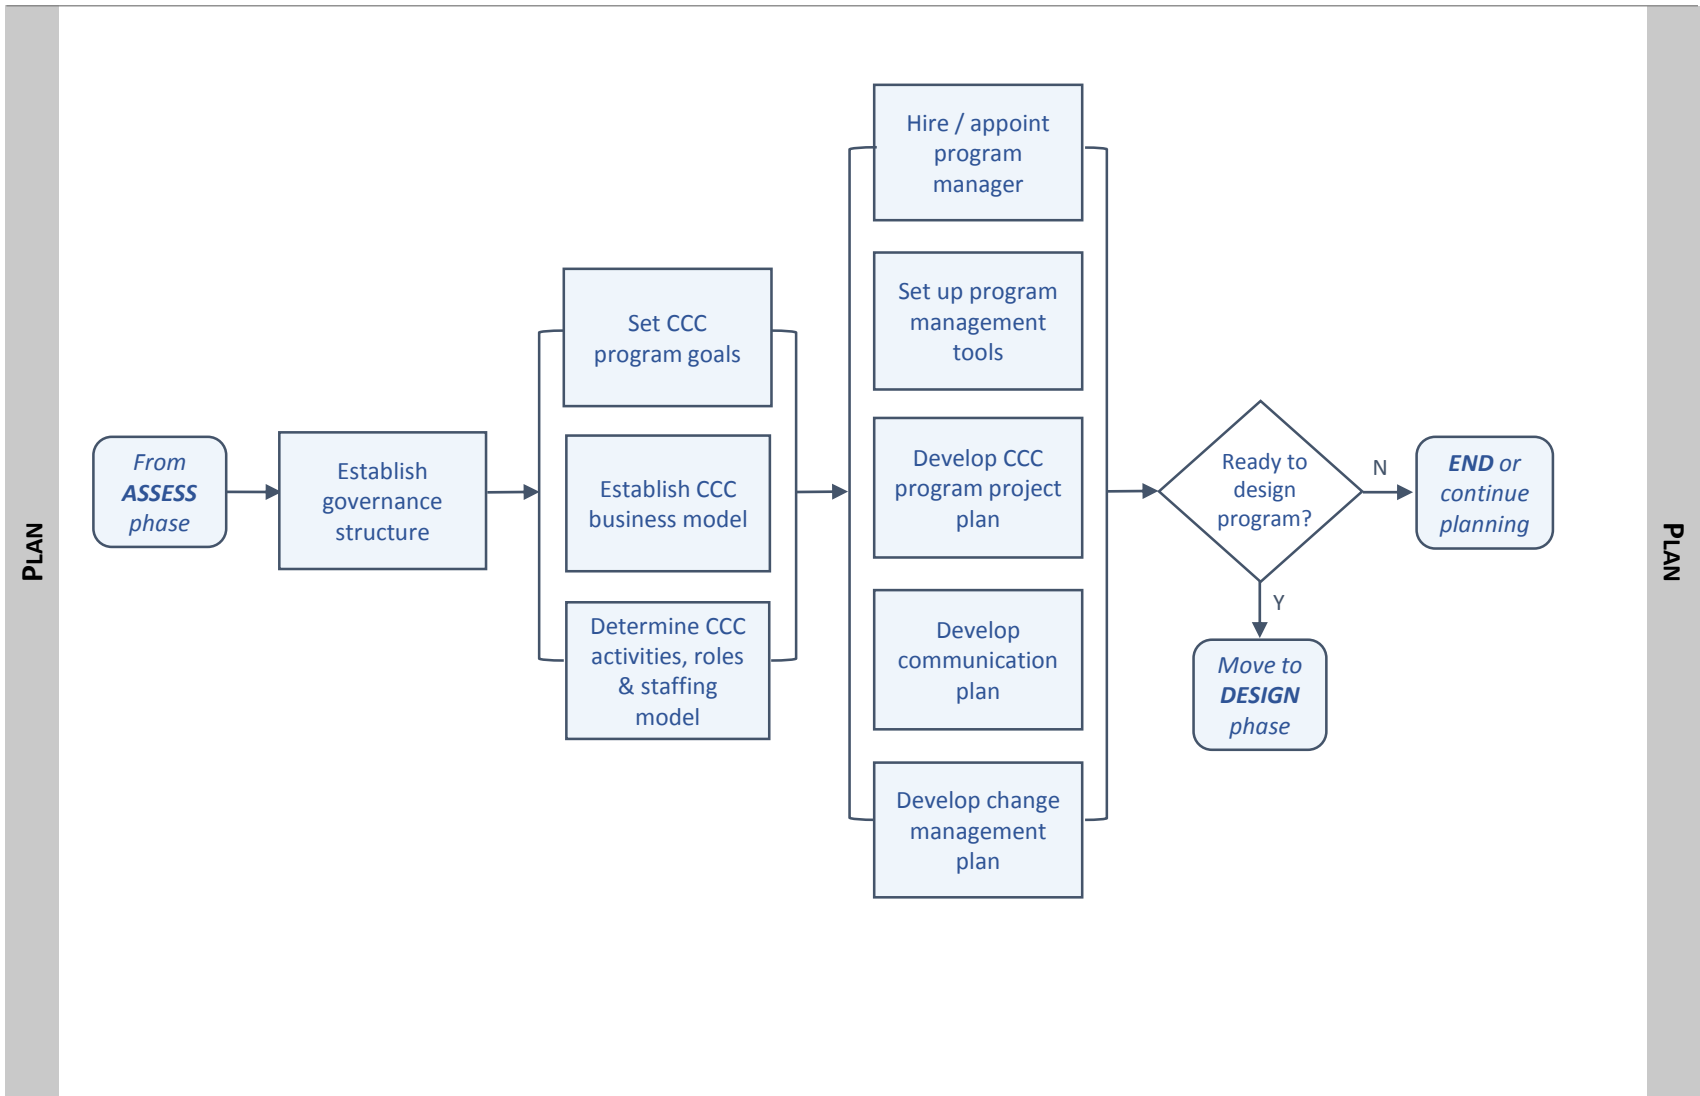 PLAN
From
ASSESS
phase
Establish
governance
structure
Set CCC
program goals
Establish CCC
business model
Determine CCC
activities, roles
& staffing
model
Hire / appoint
program
manager
Set up program
management
tools
Develop CCC
program project
plan
Develop
communication
plan
Develop change
management
plan
Ready to
design
program?
N
END or
continue
planning
Y
Move to
DESIGN
phase
PLAN